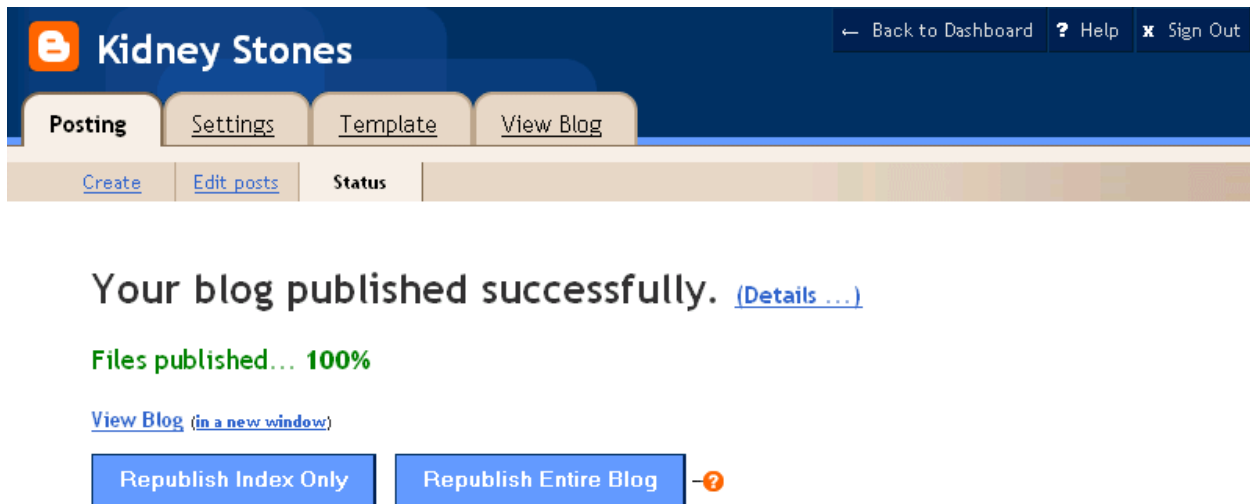 Kidney Stones
← Back to Dashboard ? Help x Sign Out
Posting Settings Template View Blog
Create Edit posts Status
Your blog published successfully. (Details ...)
Files published... 100%
View Blog (in a new window)
Republish Index Only Republish Entire Blog –?